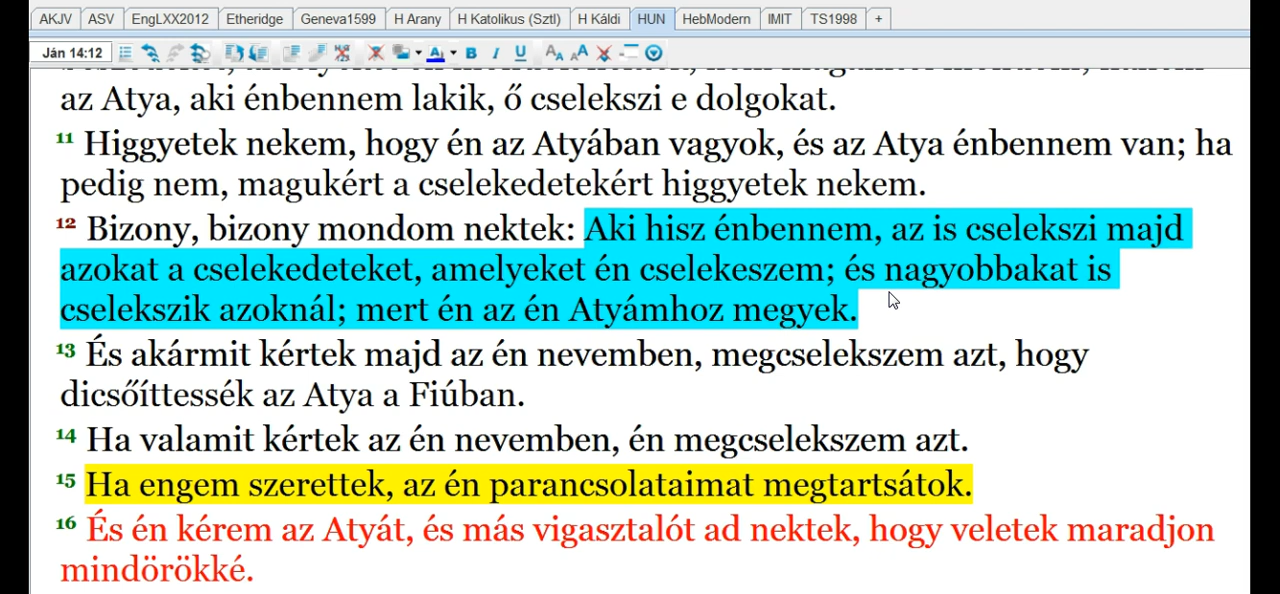 AKJV ASV EngLXX2012 Etheridge Geneva1599 H Arany H Katolikus (Sztl) H Káldi HUN HebModern IMIT TS1998 +
Ján 14:12
az Atya, aki énbennem lakik, ő cselekszi e dolgokat.
11 Higgyetek nekem, hogy én az Atyában vagyok, és az Atya énbennem van; ha
pedig nem, magukért a cselekedetekért higgyetek nekem.
12 Bizony, bizony mondom nektek: Aki hisz énbennem, az is cselekszi majd
azokat a cselekedeteket, amelyeket én cselekeszem; és nagyobbakat is
cselekszik azoknál; mert én az én Atyámhoz megyek.
13 És akármit kértek majd az én nevemben, megcselekszem azt, hogy
dicsőíttessék az Atya a Fiúban.
14 Ha valamit kértek az én nevemben, én megcselekszem azt.
15 Ha engem szerettek, az én parancsolataimat megtartsátok.
16 És én kérem az Atyát, és más vigasztalót ad nektek, hogy veletek maradjon
mindörökké.